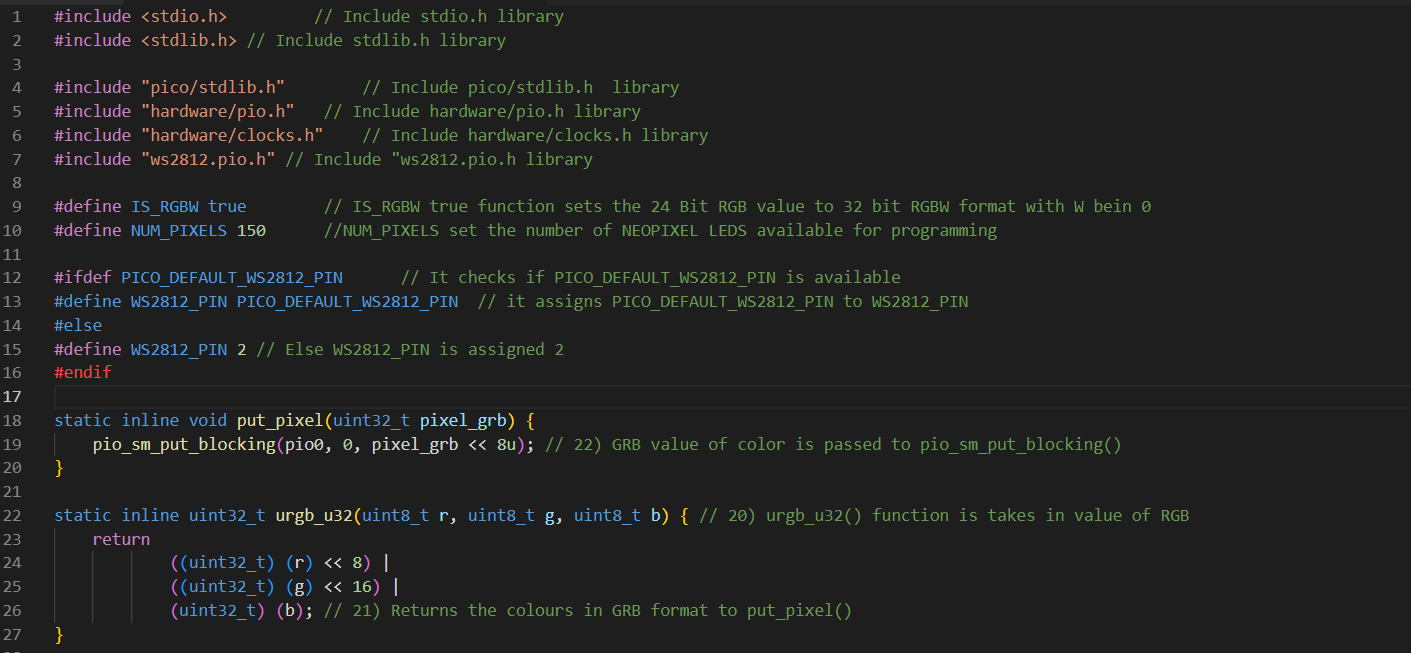 1 #include <stdio.h> // Include stdio.h library
2 #include <stdlib.h> // Include stdlib.h library
3
4 #include "pico/stdlib.h" // Include pico/stdlib.h  library
5 #include "hardware/pio.h" // Include hardware/pio.h library
6 #include "hardware/clocks.h" // Include hardware/clocks.h library
7 #include "ws2812.pio.h" // Include "ws2812.pio.h library
8
9 #define IS_RGBW true // IS_RGBW true function sets the 24 Bit RGB value to 32 bit RGBW format with W bein 0
10 #define NUM_PIXELS 150 //NUM_PIXELS set the number of NEOPIXEL LEDS available for programming
11
12 #ifdef PICO_DEFAULT_WS2812_PIN // It checks if PICO_DEFAULT_WS2812_PIN is available
13 #define WS2812_PIN PICO_DEFAULT_WS2812_PIN // it assigns PICO_DEFAULT_WS2812_PIN to WS2812_PIN
14 #else
15 #define WS2812_PIN 2 // Else WS2812_PIN is assigned 2
16 #endif
17
18 static inline void put_pixel(uint32_t pixel_grb) {
19 pio_sm_put_blocking(pio0, 0, pixel_grb << 8u); // 22) GRB value of color is passed to pio_sm_put_blocking()
20 }
21
22 static inline uint32_t urgb_u32(uint8_t r, uint8_t g, uint8_t b) { // 20) urgb_u32() function is takes in value of RGB
23 return
24 ((uint32_t) (r) << 8) |
25 ((uint32_t) (g) << 16) |
26 (uint32_t) (b); // 21) Returns the colours in GRB format to put_pixel()
27 }